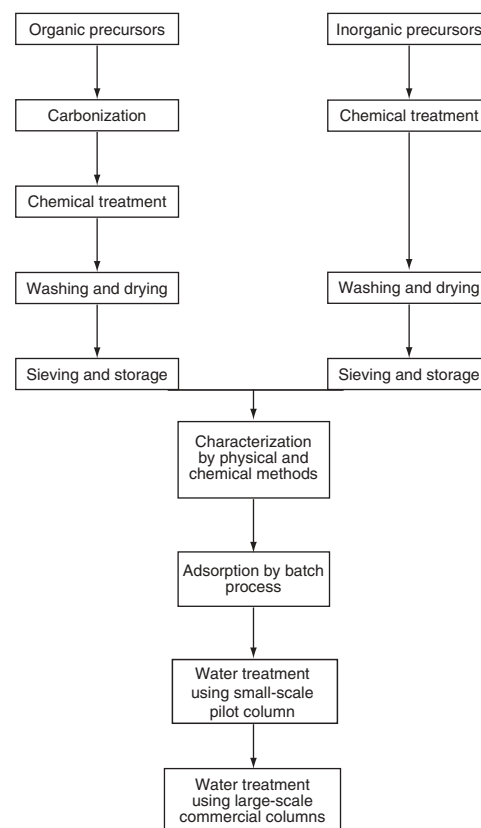 Organic precursors
Carbonization
Chemical treatment
Washing and drying
Sieving and storage
Inorganic precursors
Chemical treatment
Washing and drying
Sieving and storage
Characterization
by physical and
chemical methods
Adsorption by batch
process
Water treatment
using small-scale
pilot column
Water treatment
using large-scale
commercial columns